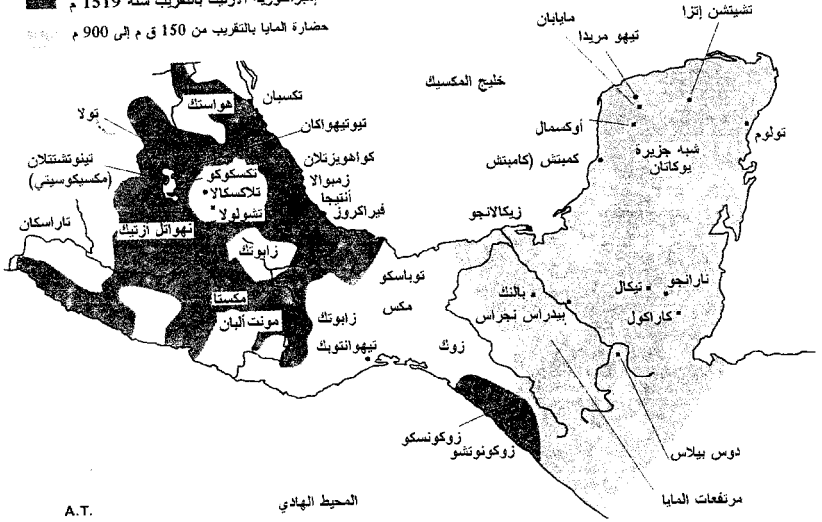 إمبراطورية الأزتيك بالتقريب سنة 1519 م
حضارة المايا بالتقريب من 150 ق م إلى 900 م
تشيتشن إتزا
مايابان
تيهو مريدا
خليج المكسيك
هواستك
تكسبان
تولا
تيوتيهواكان
أوكسمال
تولوم
شبه جزيرة
يوكاتان
كمبتش (كامبتش
تينوتشتتلان
(مكسيكوسيتي)
تكسكوكو
تلاكسكالا
تشولولا
كواهويزتلان
زمبوالا
أنتيجا
فيراكروز
زيكالانجو
تاراسكان
نهواتل ازتيك
زابوتك
توباسكو
مكس
نارانجو
تيكال
كاراكول
بالنك
بيدراس نجراس
مكستا
مونت ألبان
زابوتك
تيهوانتوبك
زوك
زوكونسكو
زوكونوتشو
دوس بيلاس
مرتفعات المايا
المحيط الهادي
A.T.